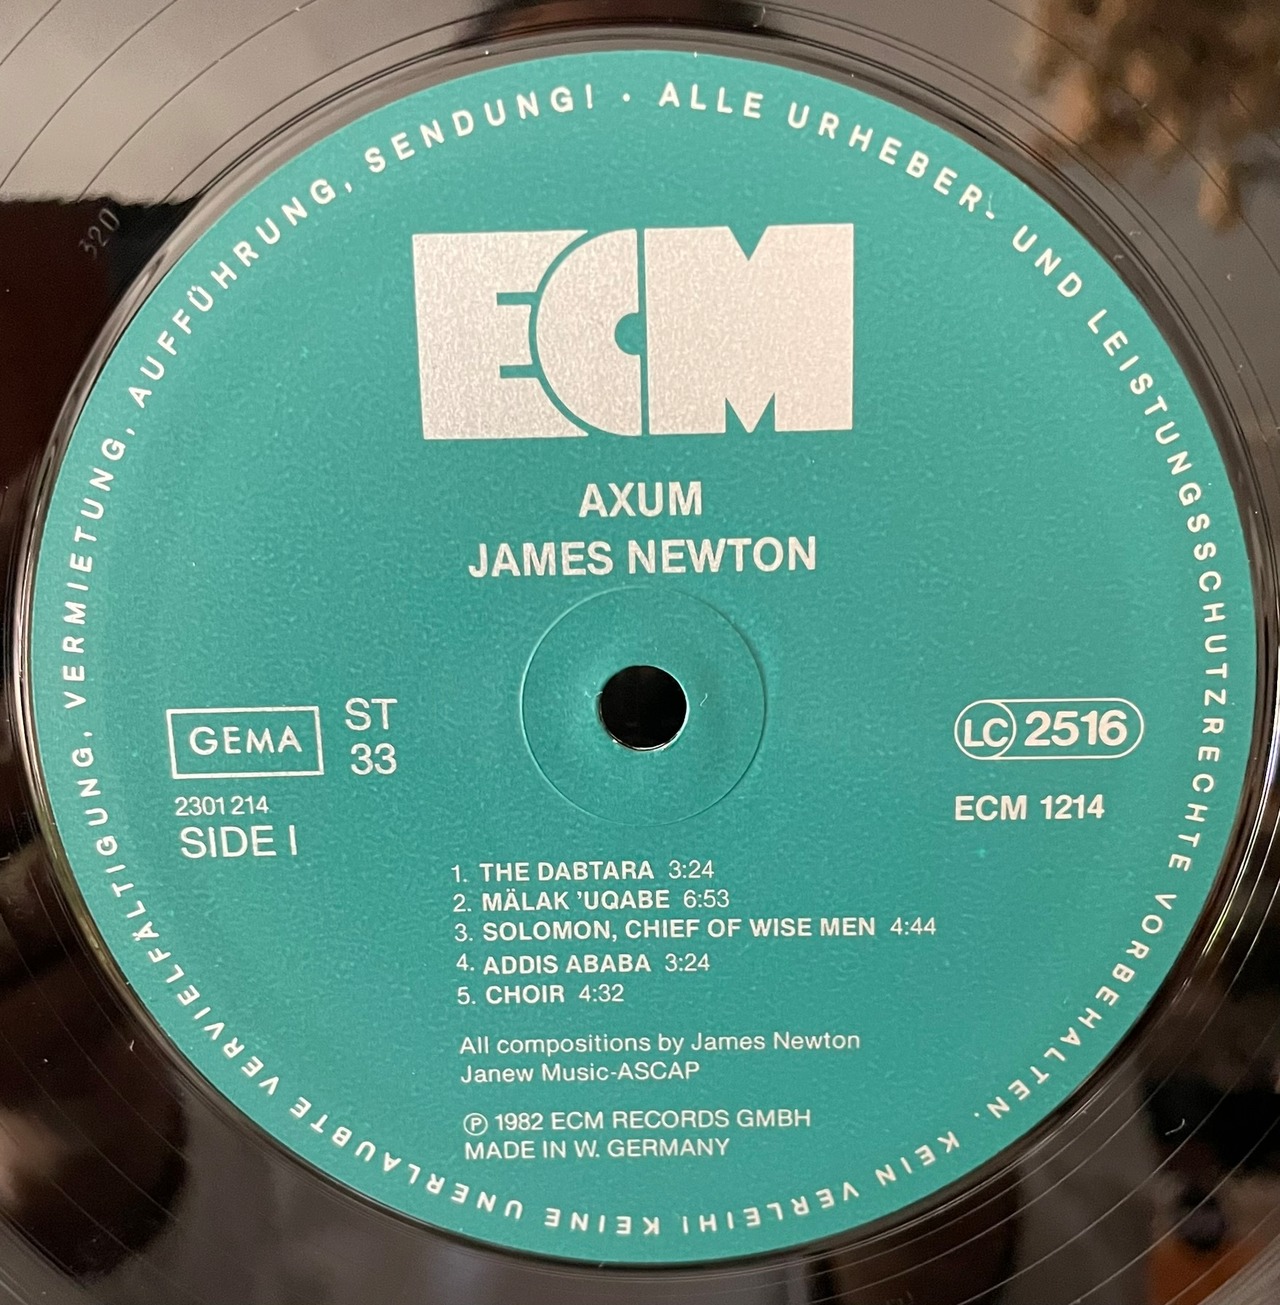 ALLE URHEBER- UND LEISTUNGSSCHUTZRECHTE VORBEHALTEN. KEIN VERLEIH! KEINE UNERLAUBTE VERVIELFÄLTIGUNG, VERMIETUNG, AUFFÜHRUNG, SENDUNG! ·
320
ECM
AXUM
JAMES NEWTON
GEMA
ST
33
2301 214
SIDE I
LC 2516
ECM 1214
1. THE DABTARA 3:24
2. MÄLAK ’UQABE 6:53
3. SOLOMON, CHIEF OF WISE MEN 4:44
4. ADDIS ABABA 3:24
5. CHOIR 4:32
All compositions by James Newton
Janew Music-ASCAP
Ⓟ 1982 ECM RECORDS GMBH
MADE IN W. GERMANY